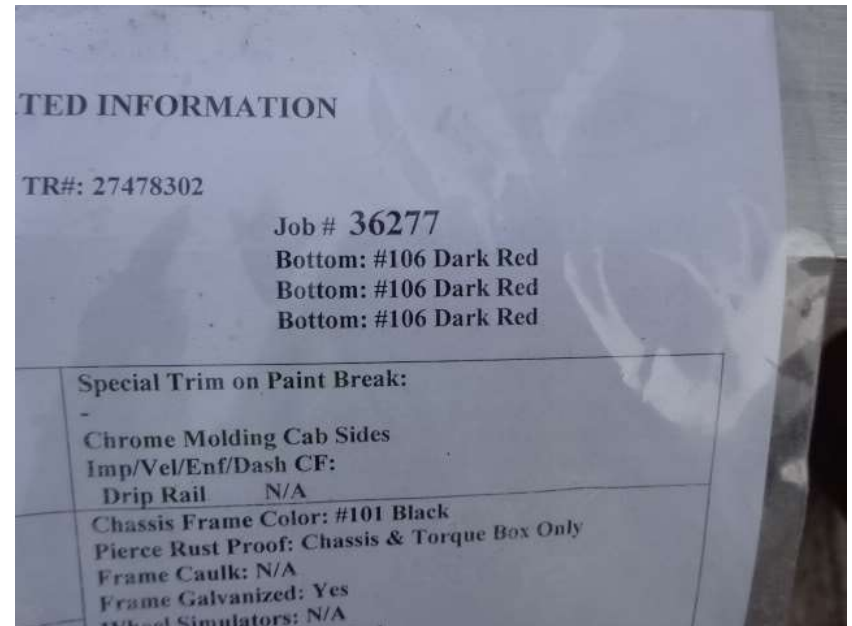 TED INFORMATION
TR#: 27478302
Job # 36277
Bottom: #106 Dark Red
Bottom: #106 Dark Red
Bottom: #106 Dark Red
Special Trim on Paint Break:
-
Chrome Molding Cab Sides
Imp/Vel/Enf/Dash CF:
Drip Rail N/A
Chassis Frame Color: #101 Black
Pierce Rust Proof: Chassis & Torque Box Only
Frame Caulk: N/A
Frame Galvanized: Yes
Wheel Simulators: N/A